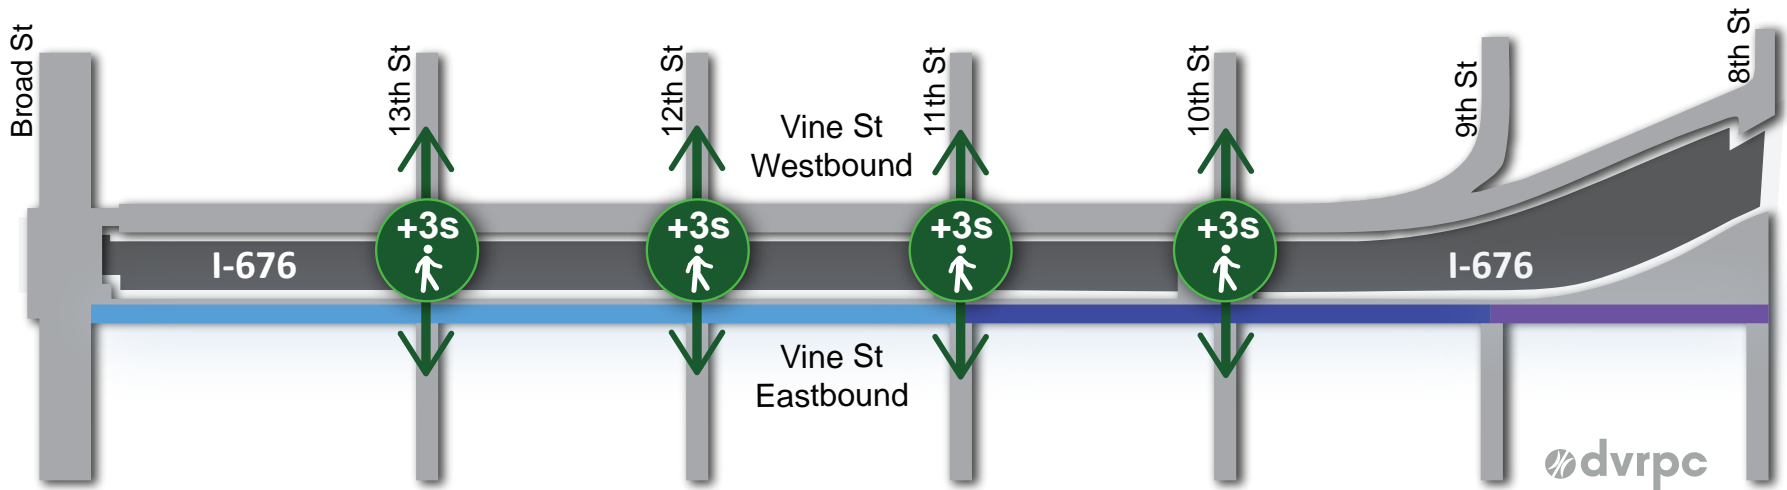 Broad St
13th St
12th St
11th St
10th St
9th St
8th St
Vine St
Westbound
+3s
+3s
+3s
+3s
I-676
I-676
Vine St
Eastbound
dvrpc